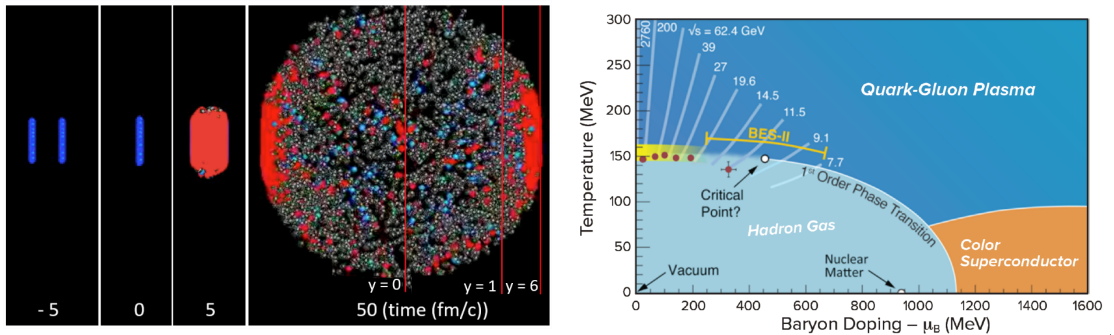 - 5
0
5
50 (time (fm/c))
y = 0
y = 1
y = 6
Temperature (MeV)
300
250
200
150
100
50
0
2760
200
√s = 62.4 GeV
39
27
19.6
14.5
11.5
9.1
7.7
BES-II
Quark-Gluon Plasma
Critical
Point?
1st Order Phase Transition
Hadron Gas
Color
Superconductor
Nuclear
Matter
Vacuum
0 200 400 600 800 1000 1200 1400 1600
Baryon Doping – μB (MeV)